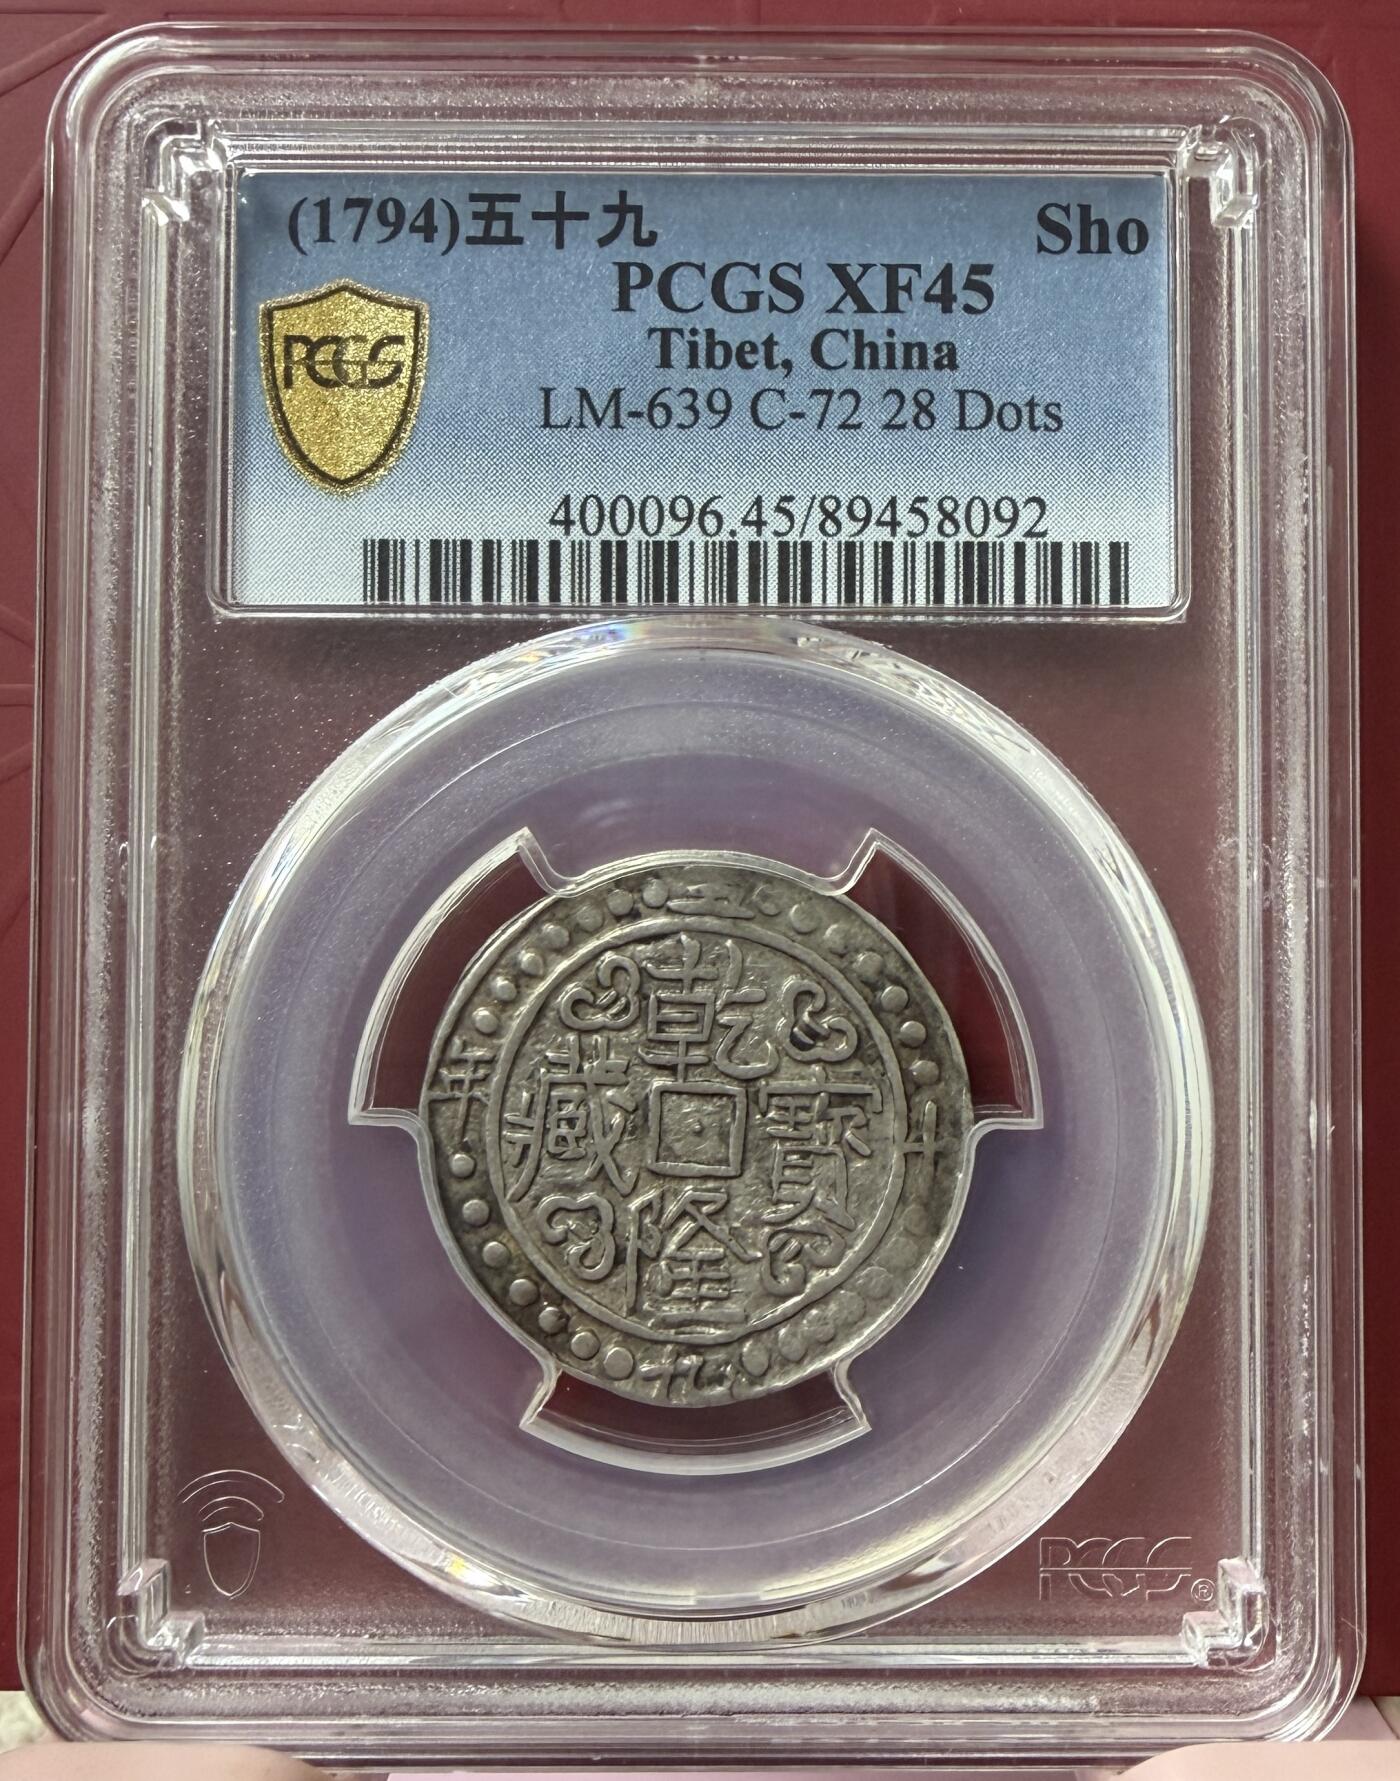 (1794)五十九 Sho
PCGS XF45
PCGS
Tibet, China
LM-639 C-72 28 Dots
400096.45/89458092
五
乾
年 藏 寶 十
隆
九
PCGS ®